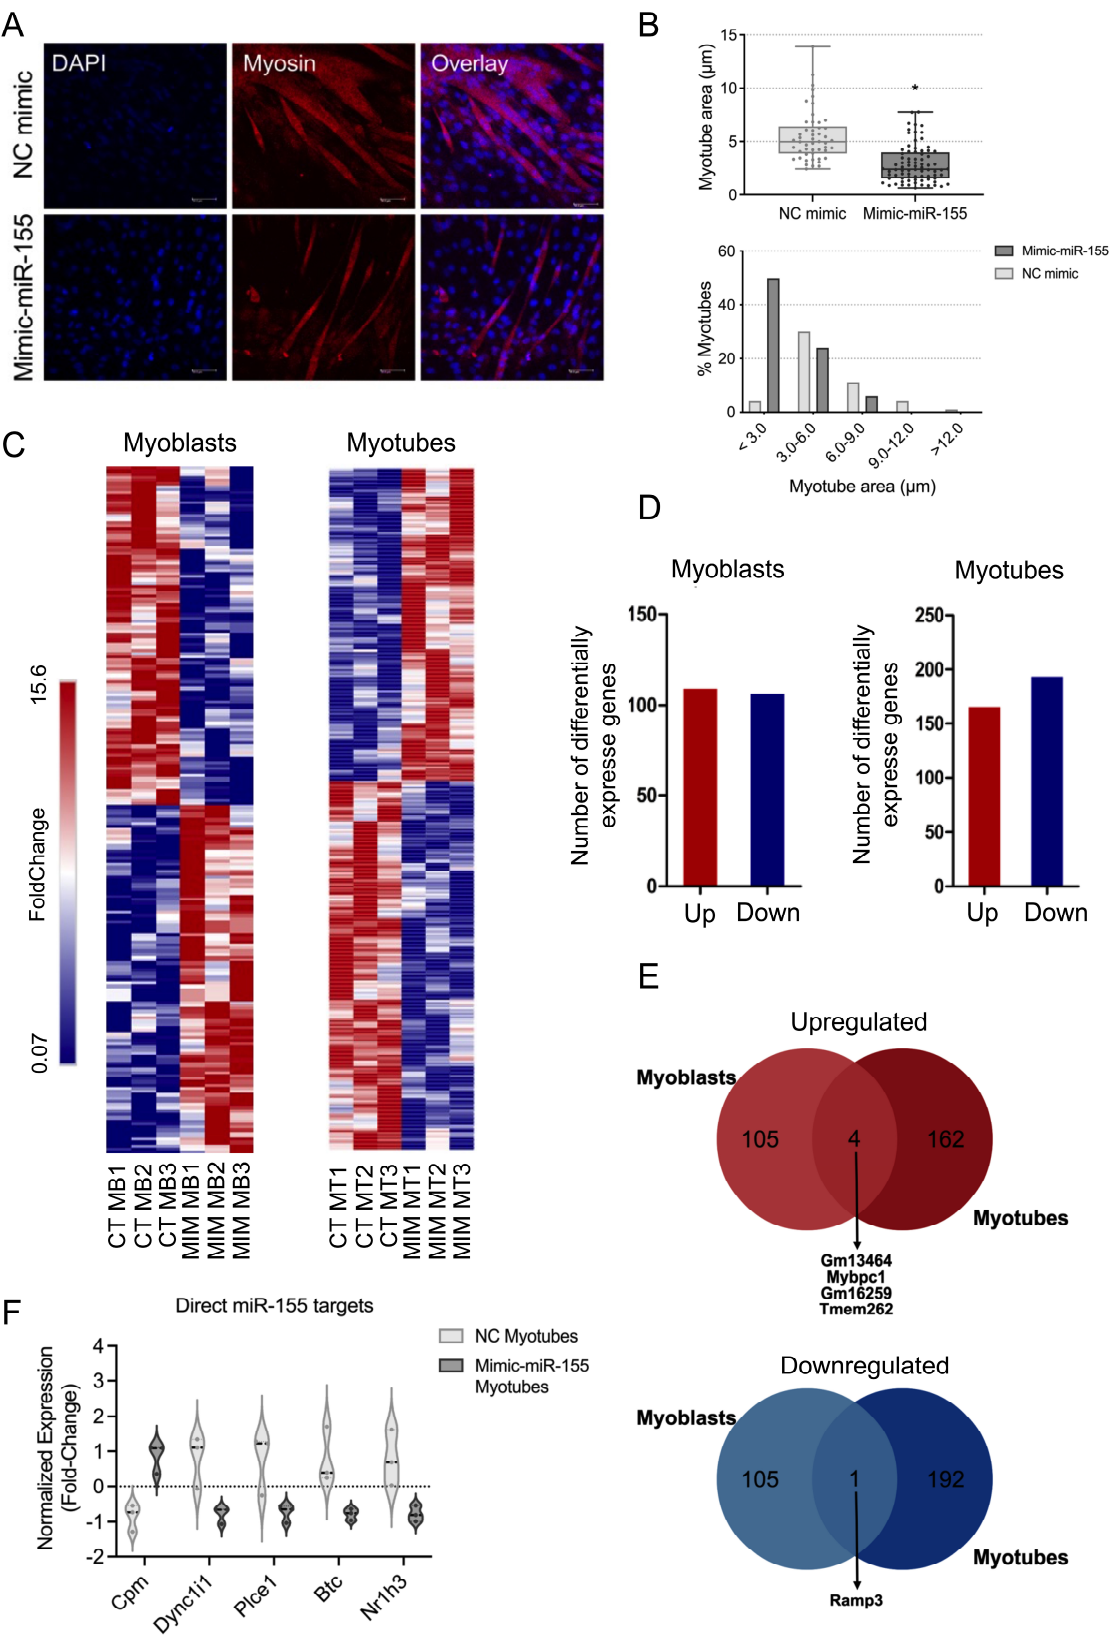 A
DAPI
Myosin
Overlay
NC mimic
Mimic-miR-155
B
Myotube area (µm)
15
10
5
0
*
NC mimic
Mimic-miR-155
% Myotubes
60
40
20
0
< 3.0
3.0-6.0
6.0-9.0
9.0-12.0
>12.0
Myotube area (µm)
Mimic-miR-155
NC mimic
C
Myoblasts
Myotubes
15.6
FoldChange
0.07
CT MB1
CT MB2
CT MB3
MIM MB1
MIM MB2
MIM MB3
CT MT1
CT MT2
CT MT3
MIM MT1
MIM MT2
MIM MT3
D
Myoblasts
Number of differentially
expresse genes
150
100
50
0
Up
Down
Myotubes
Number of differentially
expresse genes
250
200
150
100
50
0
Up
Down
E
Upregulated
Myoblasts
105
4
162
Myotubes
Gm13464
Mybpc1
Gm16259
Tmem262
Downregulated
Myoblasts
105
1
192
Myotubes
Ramp3
F
Direct miR-155 targets
NC Myotubes
Mimic-miR-155
Myotubes
Normalized Expression
(Fold-Change)
4
3
2
1
0
-1
-2
Cpm
Dync1i1
Plce1
Btc
Nr1h3